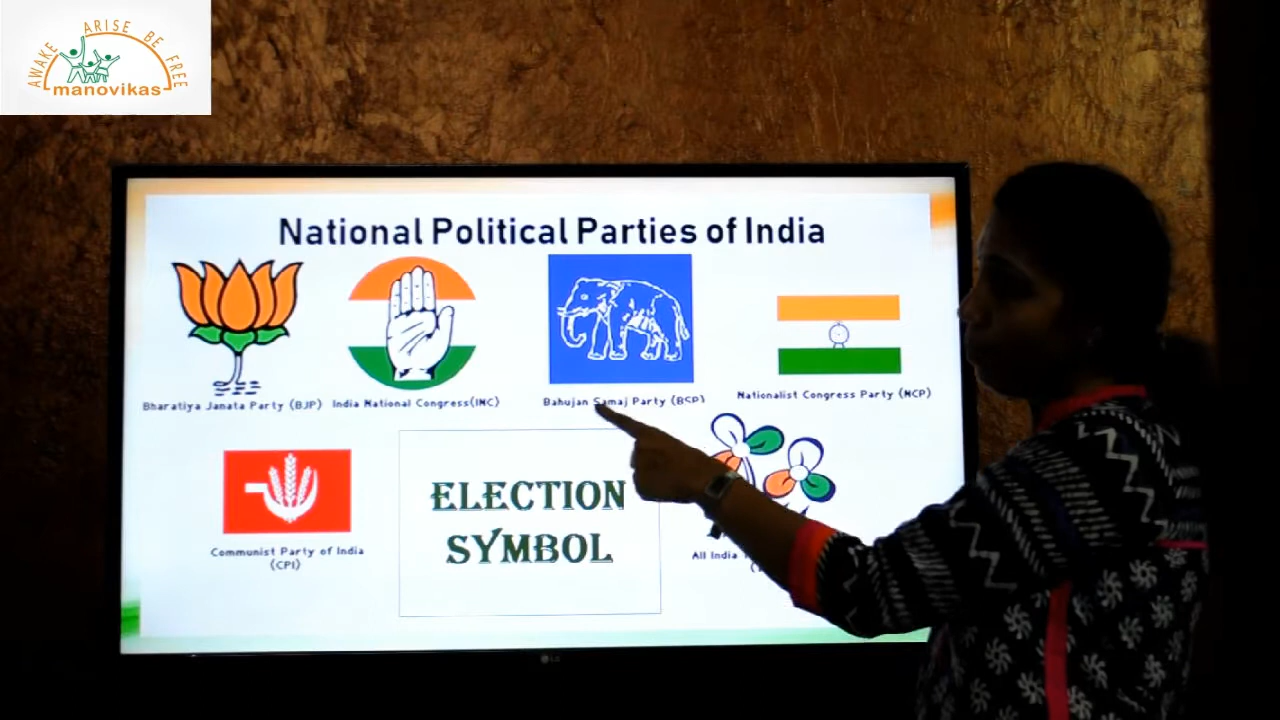 AWAKE ARISE BE FREE
manovikas
National Political Parties of India
Bharatiya Janata Party (BJP)
India National Congress(INC)
Bahujan Samaj Party (BSP)
Nationalist Congress Party (NCP)
Communist Party of India
(CPI)
ELECTION
SYMBOL
All India
LG